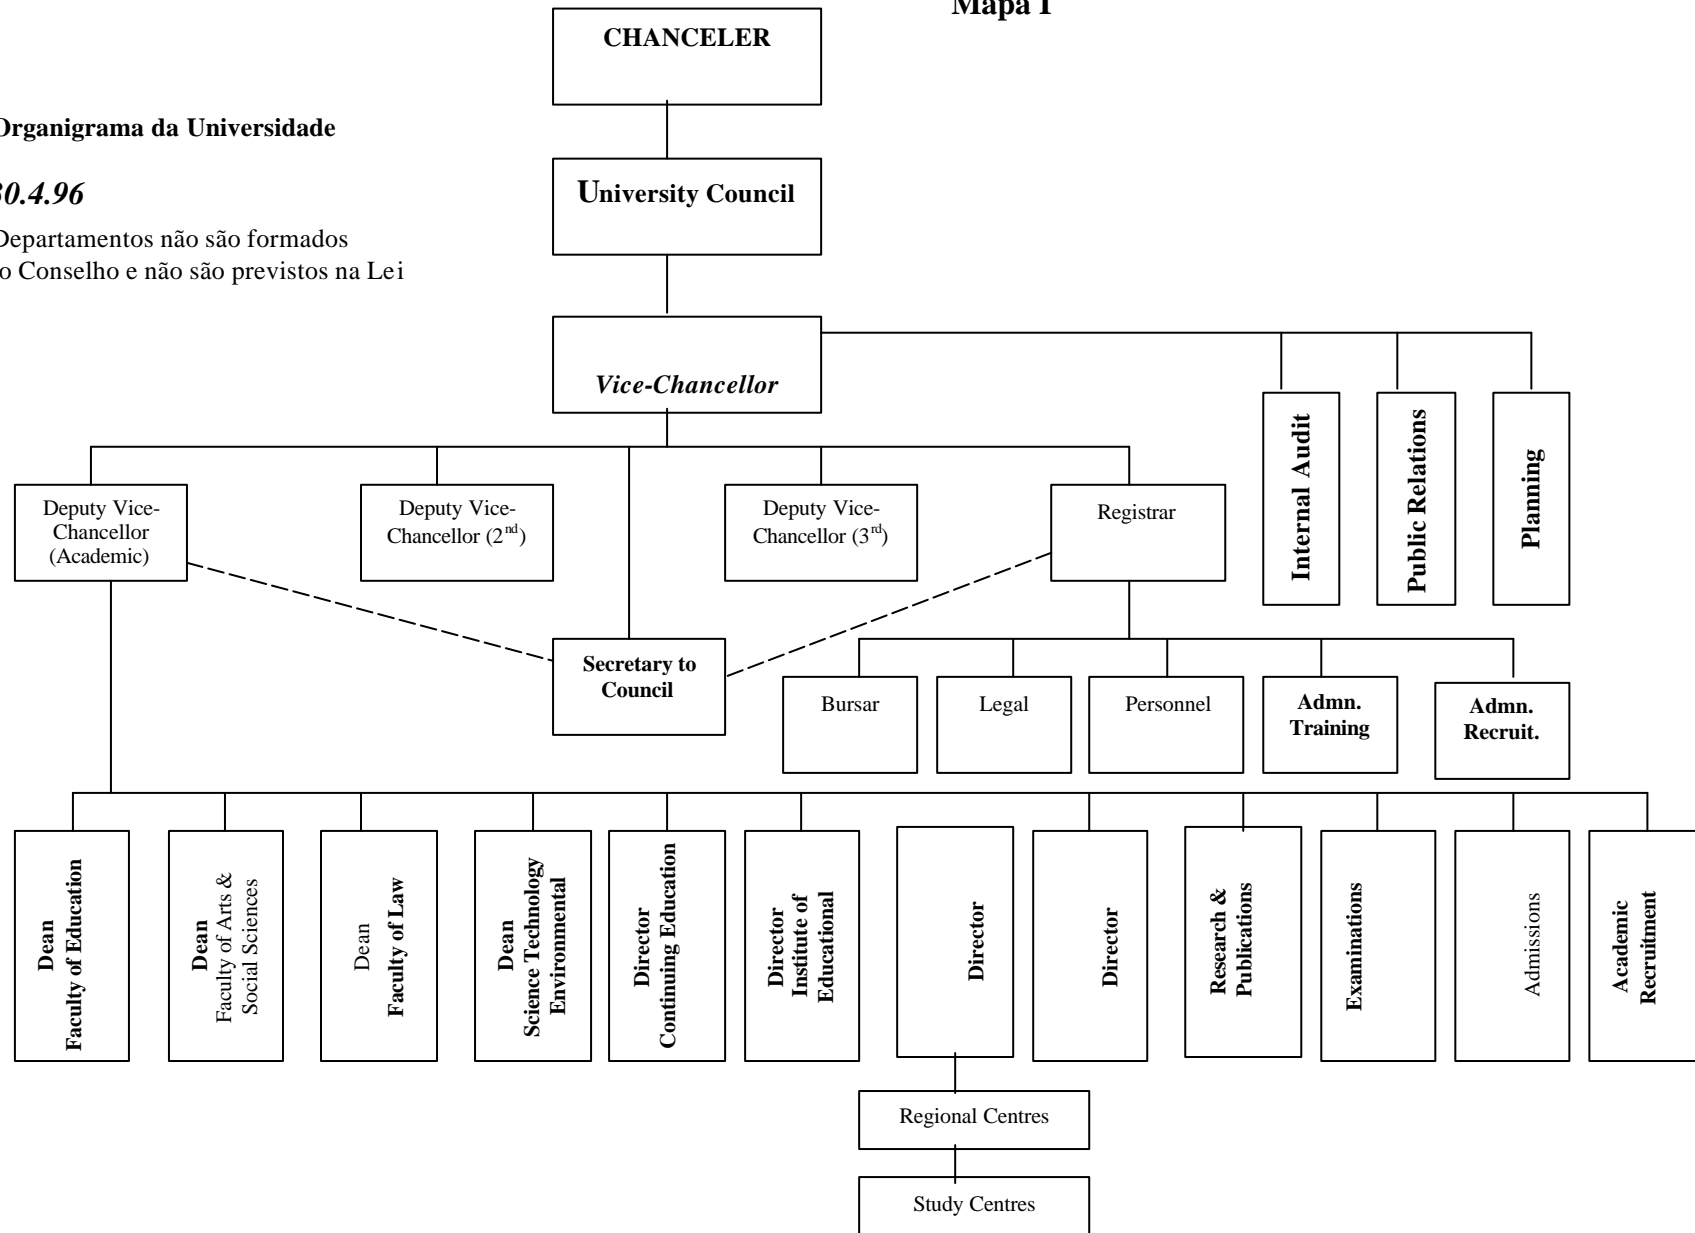 Mapa I
CHANCELER
Organigrama da Universidade
30.4.96
Departamentos não são formados
o Conselho e não são previstos na Lei
University Council
Vice-Chancellor
Internal Audit
Public Relations
Planning
Deputy Vice-
Chancellor
(Academic)
Deputy Vice-
Chancellor (2nd)
Deputy Vice-
Chancellor (3rd)
Registrar
Secretary to
Council
Bursar
Legal
Personnel
Admn.
Training
Admn.
Recruit.
Dean
Faculty of Education
Dean
Faculty of Arts &
Social Sciences
Dean
Faculty of Law
Dean
Science Technology
Environmental
Director
Continuing Education
Director
Institute of
Educational
Director
Director
Research &
Publications
Examinations
Admissions
Academic
Recruitment
Regional Centres
Study Centres